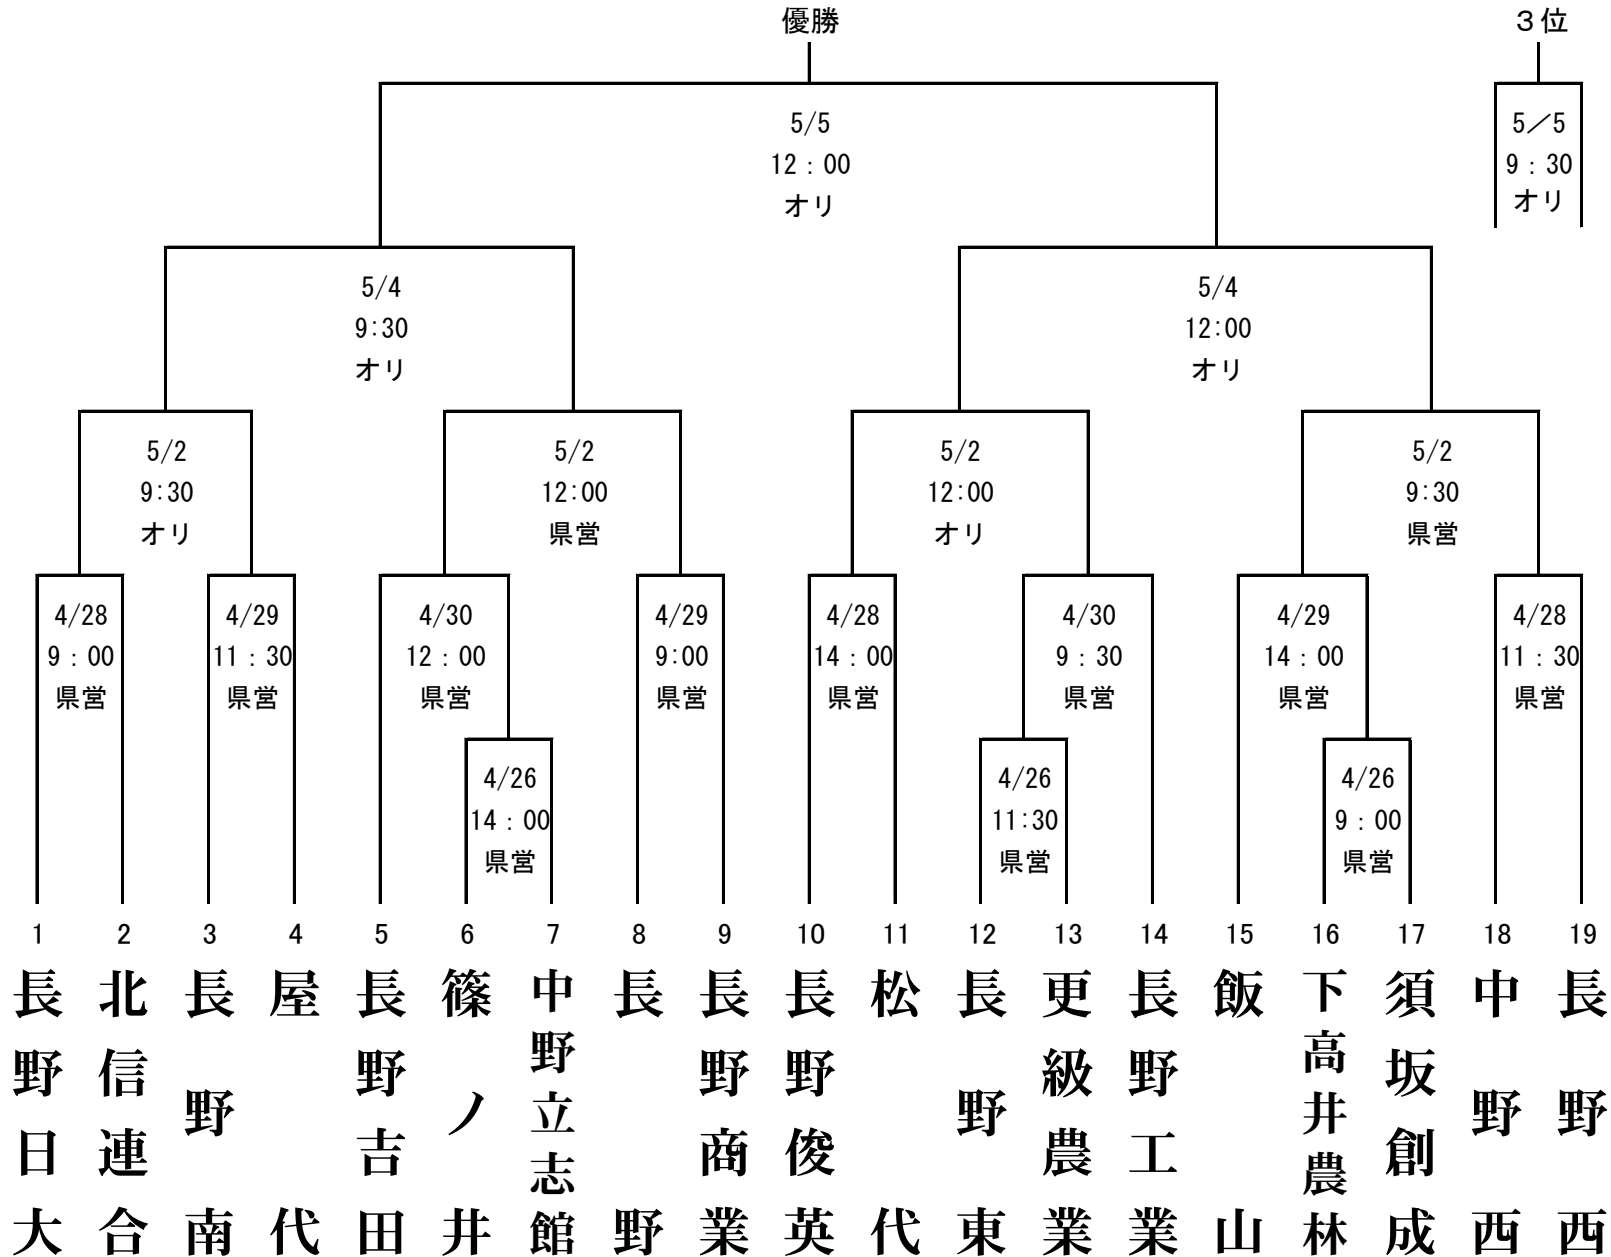 優勝
３位
5/5
12：00
オリ
5／5
9：30
オリ
5/4
9:30
オリ
5/4
12:00
オリ
5/2
9:30
オリ
5/2
12:00
県営
5/2
12:00
オリ
5/2
9:30
県営
4/28
9：00
県営
4/29
11：30
県営
4/30
12：00
県営
4/29
9:00
県営
4/28
14：00
県営
4/30
9：30
県営
4/29
14：00
県営
4/28
11：30
県営
4/26
14：00
県営
4/26
11:30
県営
4/26
9：00
県営
1 2 3 4 5 6 7 8 9 10 11 12 13 14 15 16 17 18 19
長野日大
北信連合
長野南
屋代
長野吉田
篠ノ井
中野立志館
長野
長野商業
長野俊英
松代
長野東
更級農業
長野工業
飯山
下高井農林
須坂創成
中野西
長野西